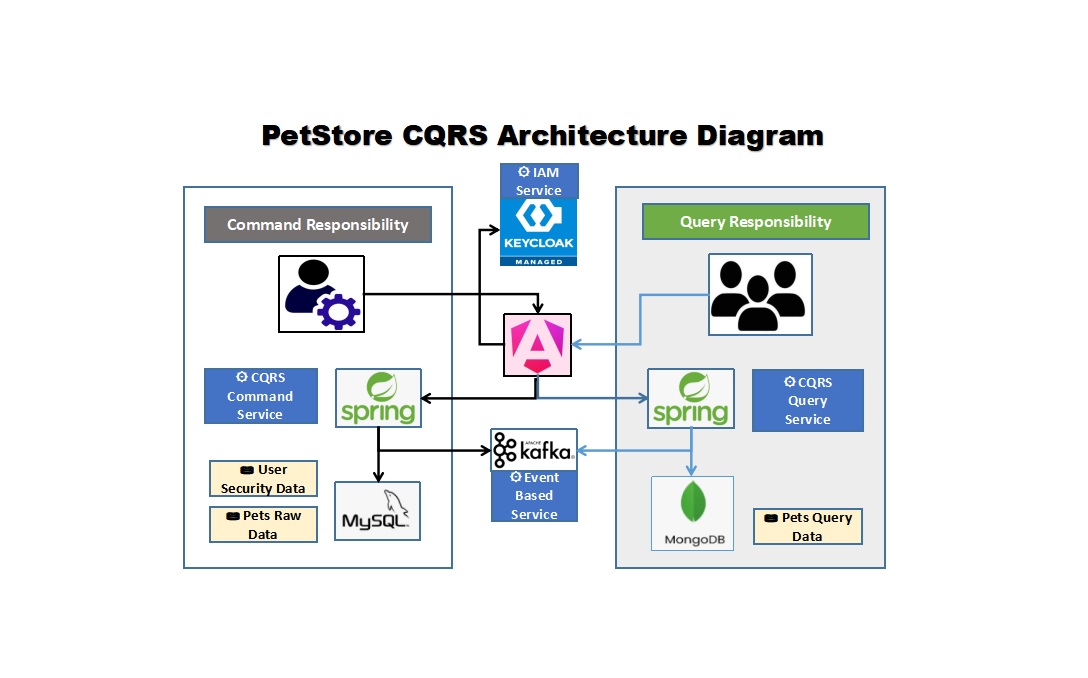 PetStore CQRS Architecture Diagram
IAM
Service
KEYCLOAK
MANAGED
Command Responsibility
Query Responsibility
CQRS
Command
Service
spring
spring
CQRS
Query
Service
APACHE
kafka®
Event
Based
Service
User
Security Data
Pets Raw
Data
MySQL
MongoDB
Pets Query
Data